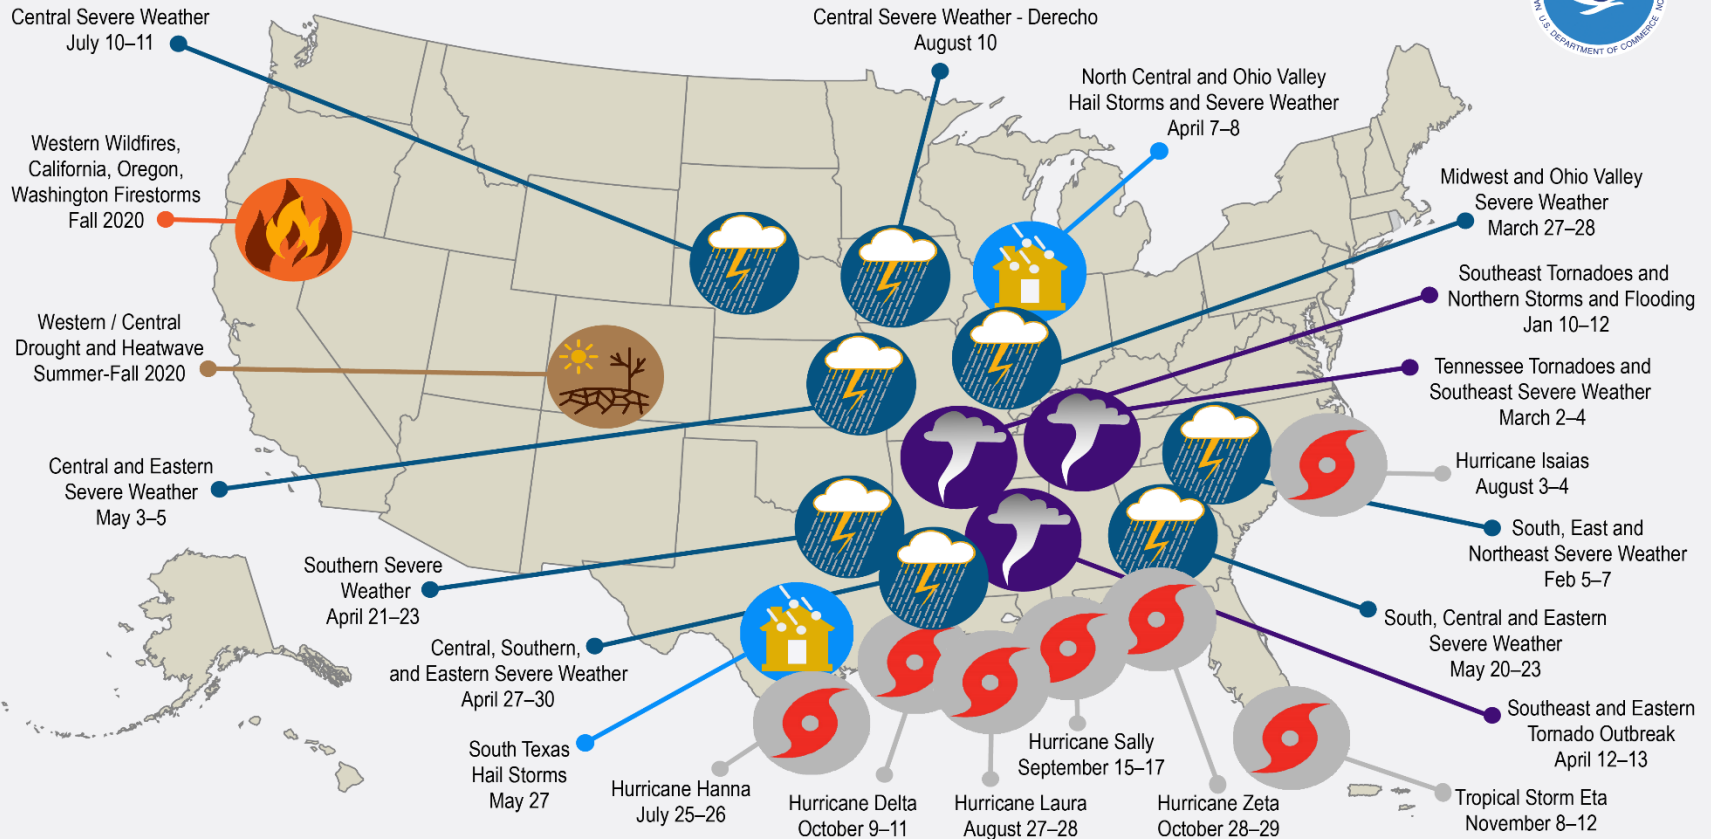 Central Severe Weather
July 10–11
Central Severe Weather - Derecho
August 10
U.S. DEPARTMENT OF COMMERCE
North Central and Ohio Valley
Hail Storms and Severe Weather
April 7–8
Western Wildfires,
California, Oregon,
Washington Firestorms
Fall 2020
Midwest and Ohio Valley
Severe Weather
March 27–28
Southeast Tornadoes and
Northern Storms and Flooding
Jan 10–12
Western / Central
Drought and Heatwave
Summer-Fall 2020
Tennessee Tornadoes and
Southeast Severe Weather
March 2–4
Central and Eastern
Severe Weather
May 3–5
Hurricane Isaias
August 3–4
South, East and
Northeast Severe Weather
Feb 5–7
Southern Severe
Weather
April 21–23
South, Central and Eastern
Severe Weather
May 20–23
Central, Southern,
and Eastern Severe Weather
April 27–30
Southeast and Eastern
Tornado Outbreak
April 12–13
South Texas
Hail Storms
May 27
Hurricane Hanna
July 25–26
Hurricane Sally
September 15–17
Hurricane Delta
October 9–11
Hurricane Laura
August 27–28
Hurricane Zeta
October 28–29
Tropical Storm Eta
November 8–12